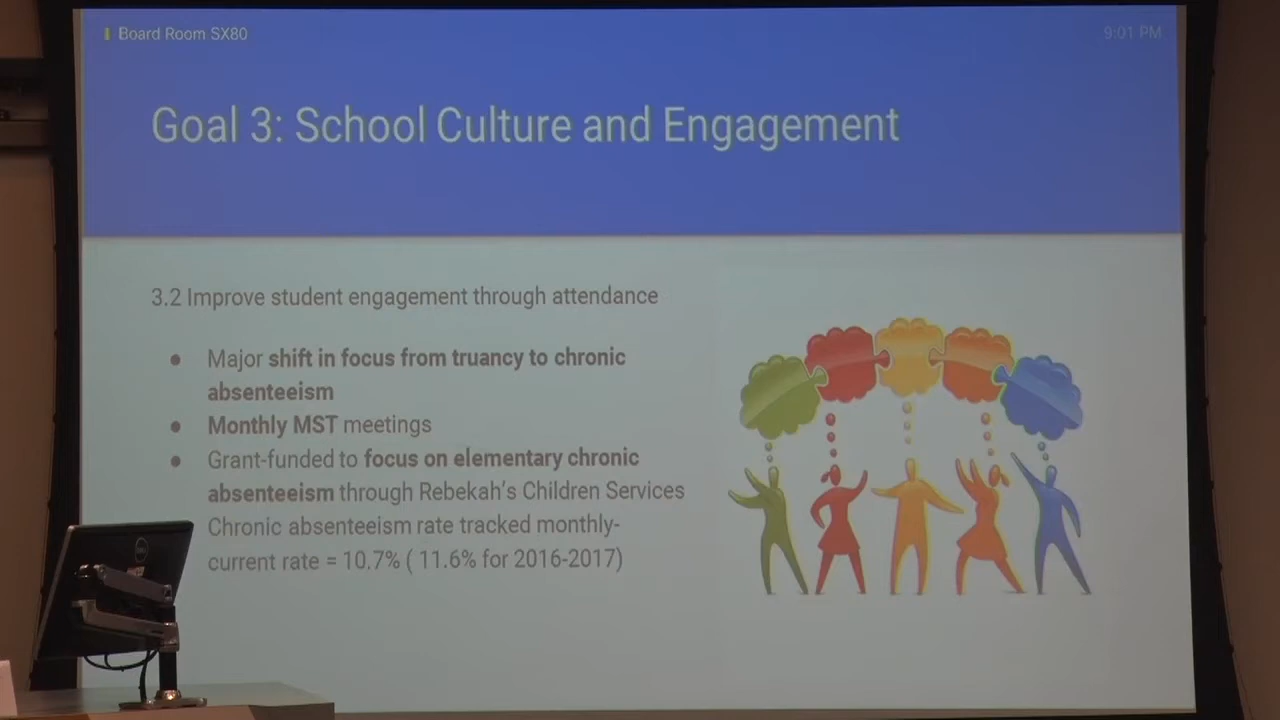 Board Room SX80
9:01 PM
Goal 3: School Culture and Engagement
3.2 Improve student engagement through attendance
● Major shift in focus from truancy to chronic
absenteeism
● Monthly MST meetings
● Grant-funded to focus on elementary chronic
absenteeism through Rebekah's Children Services
Chronic absenteeism rate tracked monthly-
current rate = 10.7% ( 11.6% for 2016-2017)